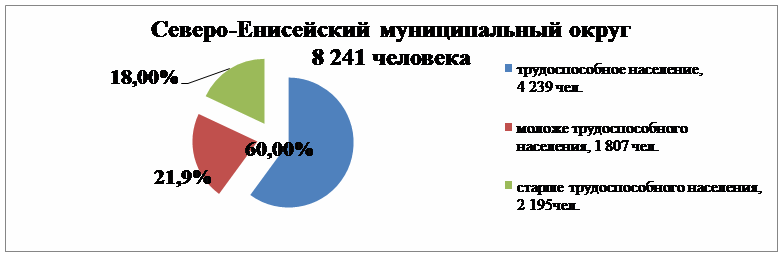 Северо-Енисейский муниципальный округ
8 241 человека
18,00%
60,00%
21,9%
трудоспособное население,
4 239 чел.
моложе трудоспособного
населения, 1 807 чел.
старше трудоспособного населения,
2 195чел.